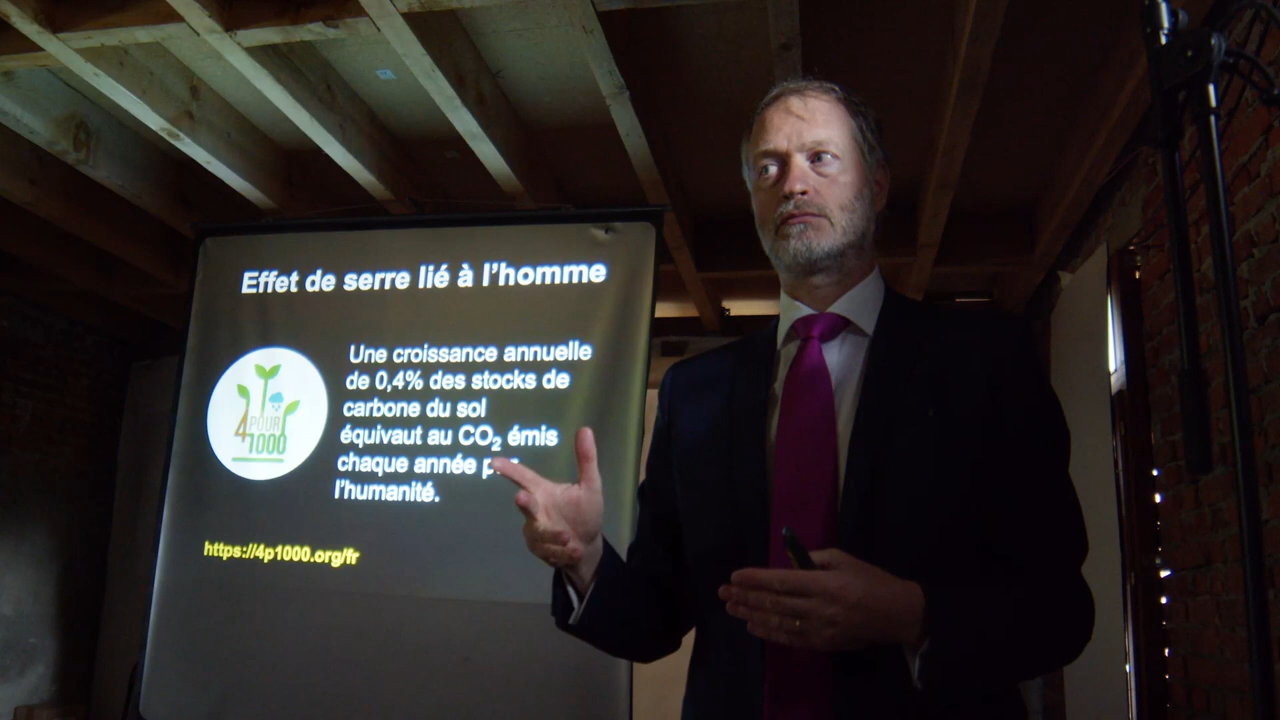 Effet de serre lié à l'homme
Une croissance annuelle
de 0,4% des stocks de
carbone du sol
équivaut au CO₂ émis
chaque année
l'humanité.
4 POUR
1000
https://4p1000.org/fr